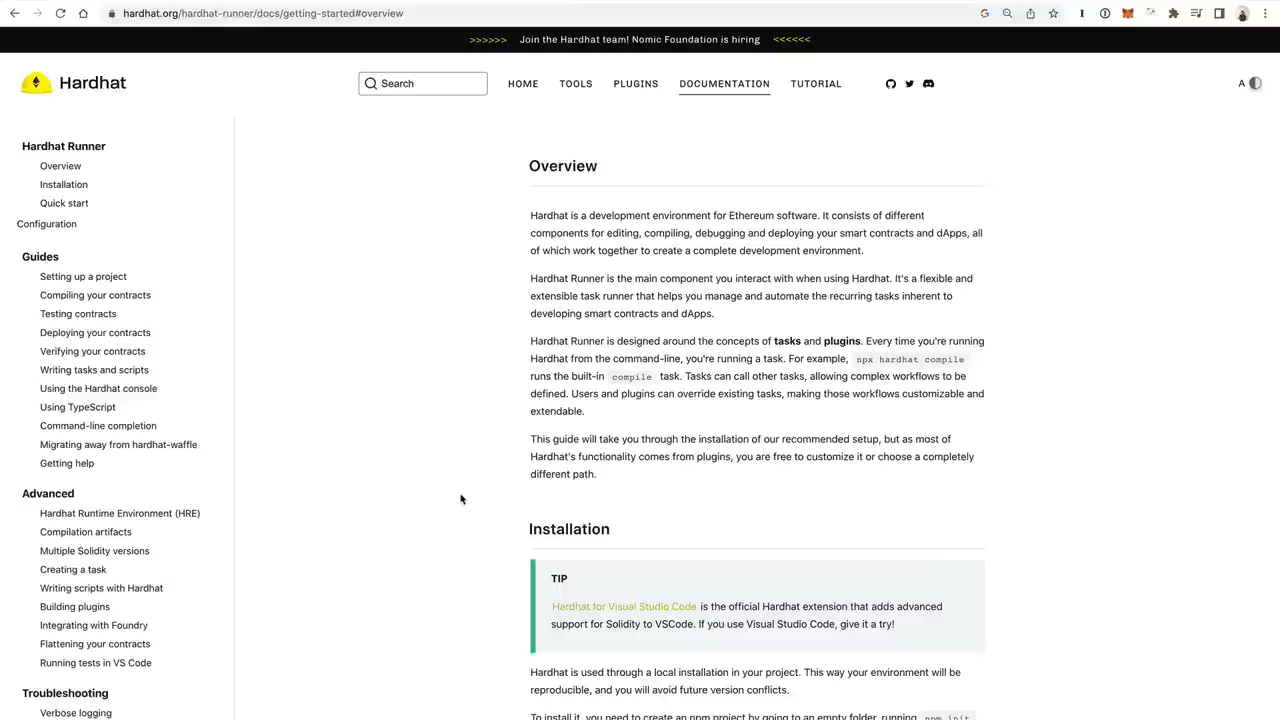 hardhat.org/hardhat-runner/docs/getting-started#overview
>>>>>> Join the Hardhat team! Nomic Foundation is hiring <<<<<<
Hardhat
Search
HOME
TOOLS
PLUGINS
DOCUMENTATION
TUTORIAL
A
Hardhat Runner
Overview
Installation
Quick start
Configuration
Guides
Setting up a project
Compiling your contracts
Testing contracts
Deploying your contracts
Verifying your contracts
Writing tasks and scripts
Using the Hardhat console
Using TypeScript
Command-line completion
Migrating away from hardhat-waffle
Getting help
Advanced
Hardhat Runtime Environment (HRE)
Compilation artifacts
Multiple Solidity versions
Creating a task
Writing scripts with Hardhat
Building plugins
Integrating with Foundry
Flattening your contracts
Running tests in VS Code
Troubleshooting
Verbose logging
Overview
Hardhat is a development environment for Ethereum software. It consists of different
components for editing, compiling, debugging and deploying your smart contracts and dApps, all
of which work together to create a complete development environment.
Hardhat Runner is the main component you interact with when using Hardhat. It's a flexible and
extensible task runner that helps you manage and automate the recurring tasks inherent to
developing smart contracts and dApps.
Hardhat Runner is designed around the concepts of tasks and plugins. Every time you're running
Hardhat from the command-line, you're running a task. For example, npx hardhat compile
runs the built-in compile task. Tasks can call other tasks, allowing complex workflows to be
defined. Users and plugins can override existing tasks, making those workflows customizable and
extendable.
This guide will take you through the installation of our recommended setup, but as most of
Hardhat's functionality comes from plugins, you are free to customize it or choose a completely
different path.
Installation
TIP
Hardhat for Visual Studio Code is the official Hardhat extension that adds advanced
support for Solidity to VSCode. If you use Visual Studio Code, give it a try!
Hardhat is used through a local installation in your project. This way your environment will be
reproducible, and you will avoid future version conflicts.
To install it, you need to create an npm project by going to an empty folder, running npm init